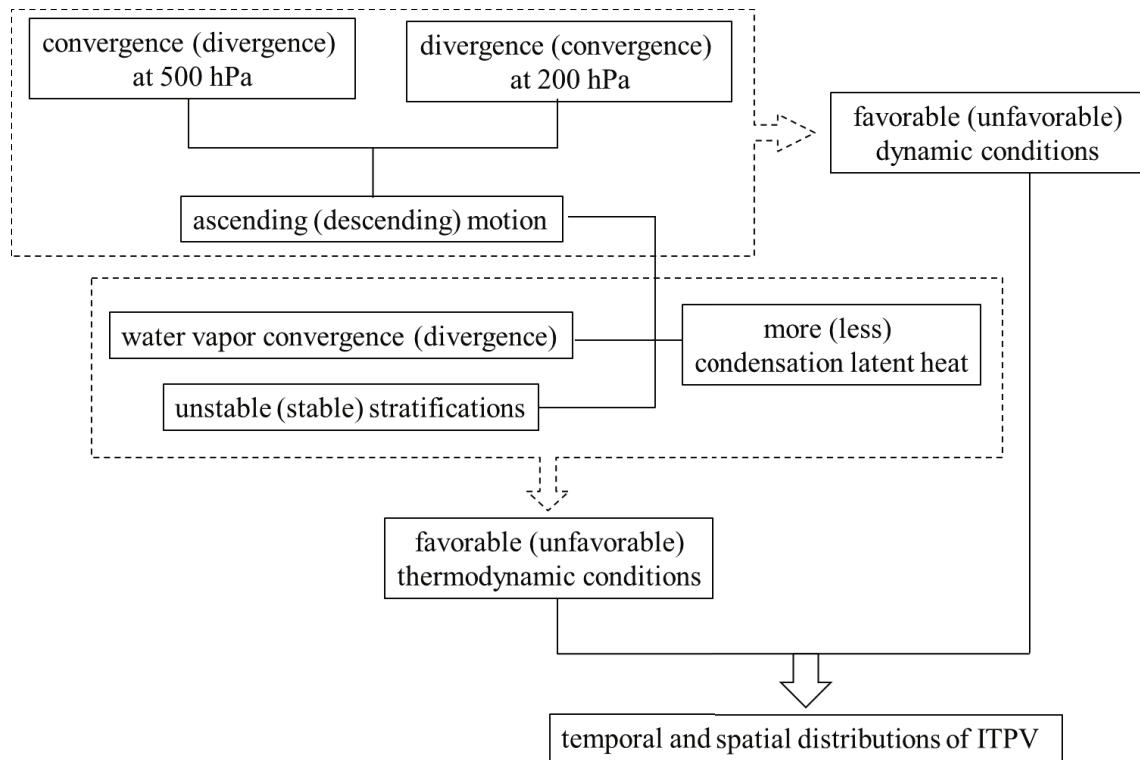 convergence (divergence)
at 500 hPa
divergence (convergence)
at 200 hPa
favorable (unfavorable)
dynamic conditions
ascending (descending) motion
water vapor convergence (divergence)
more (less)
condensation latent heat
unstable (stable) stratifications
favorable (unfavorable)
thermodynamic conditions
temporal and spatial distributions of ITPV